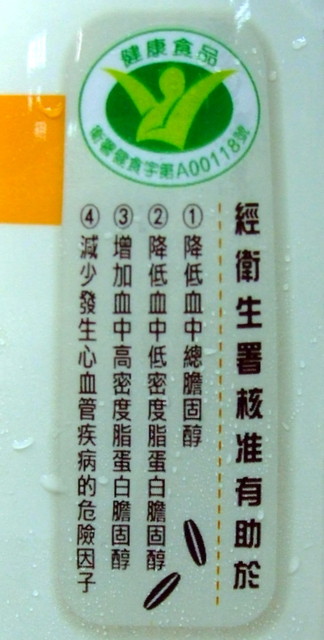 健康食品
衛署健食字第A00118號
經衛生署核准有助於
①降低血中總膽固醇
②降低血中低密度脂蛋白膽固醇
③增加血中高密度脂蛋白膽固醇
④減少發生心血管疾病的危險因子